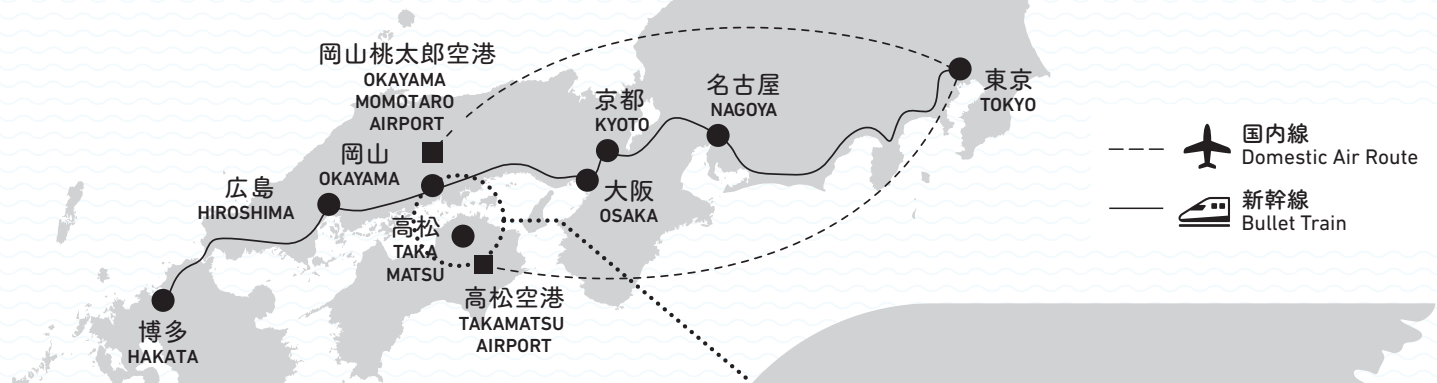 岡山桃太郎空港
OKAYAMA
MOMOTARO
AIRPORT
東京
TOKYO
名古屋
NAGOYA
京都
KYOTO
岡山
OKAYAMA
広島
HIROSHIMA
大阪
OSAKA
高松
TAKA
MATSU
高松空港
TAKAMATSU
AIRPORT
博多
HAKATA
国内線
Domestic Air Route
新幹線
Bullet Train